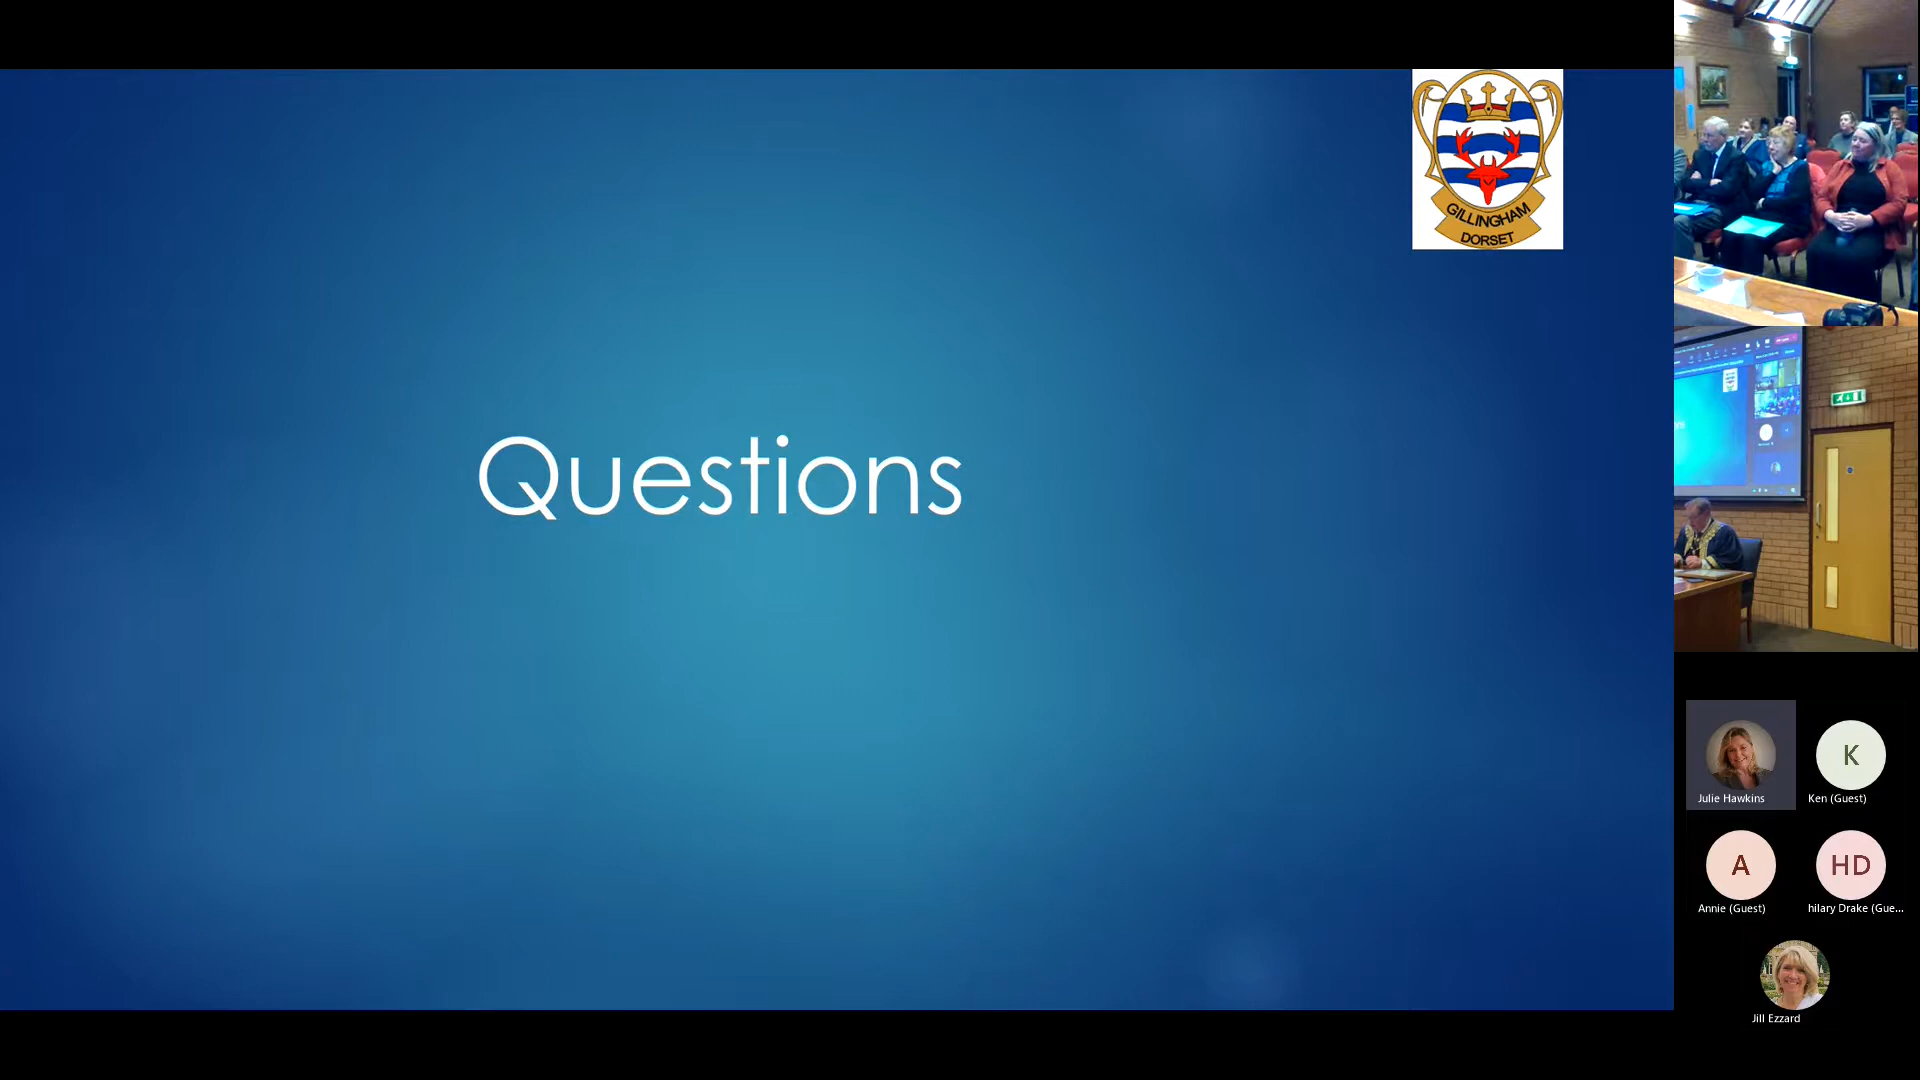 Questions
GILLINGHAM
DORSET
Julie Hawkins
K
Ken (Guest)
A
Annie (Guest)
HD
hilary Drake (Gue...
Jill Ezzard